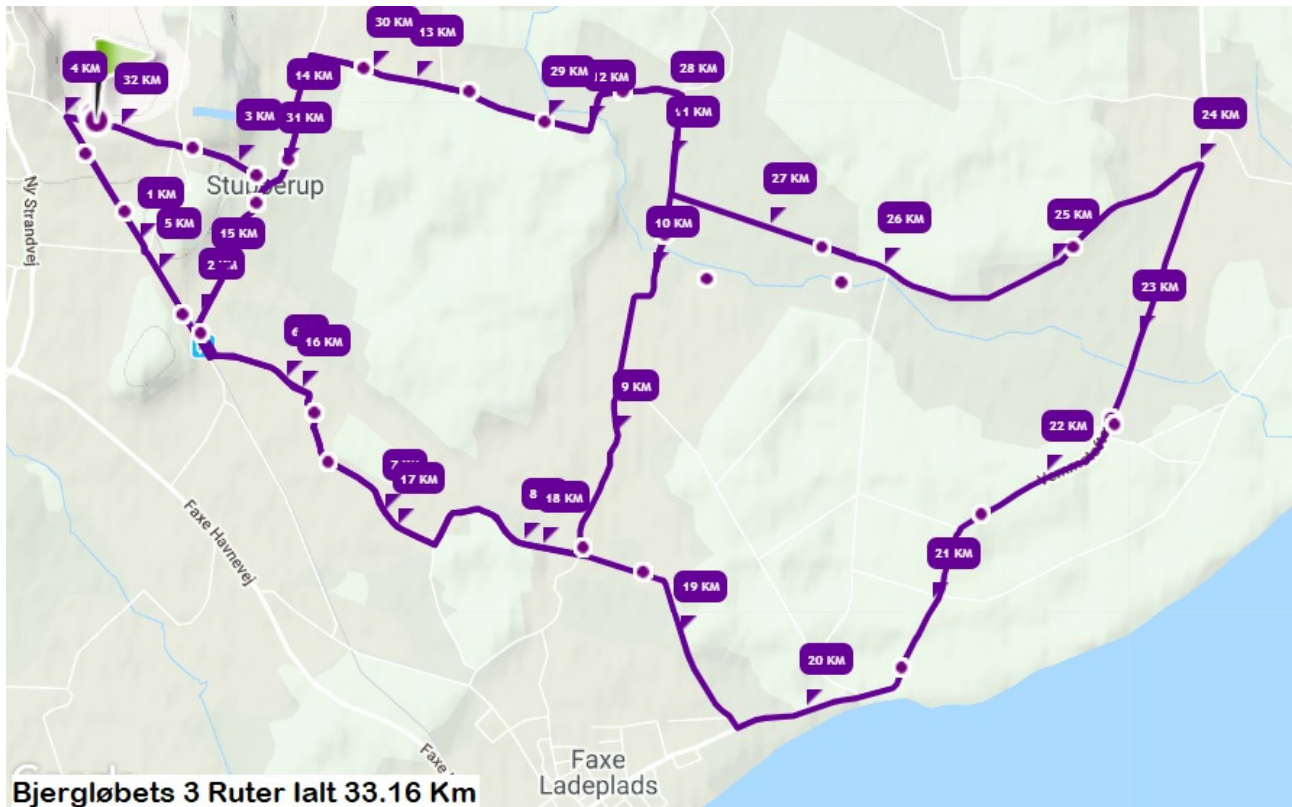 30 KM
13 KM
4 KM
32 KM
14 KM
29 KM
12 KM
28 KM
3 KM
31 KM
11 KM
24 KM
Stubberup
Ny Strandvej
1 KM
5 KM
15 KM
2 KM
27 KM
10 KM
26 KM
25 KM
23 KM
16 KM
9 KM
22 KM
7 KM
17 KM
8
18 KM
Faxe Havnevej
21 KM
19 KM
20 KM
Faxe
Ladeplads
Bjergløbets 3 Ruter Ialt 33.16 Km